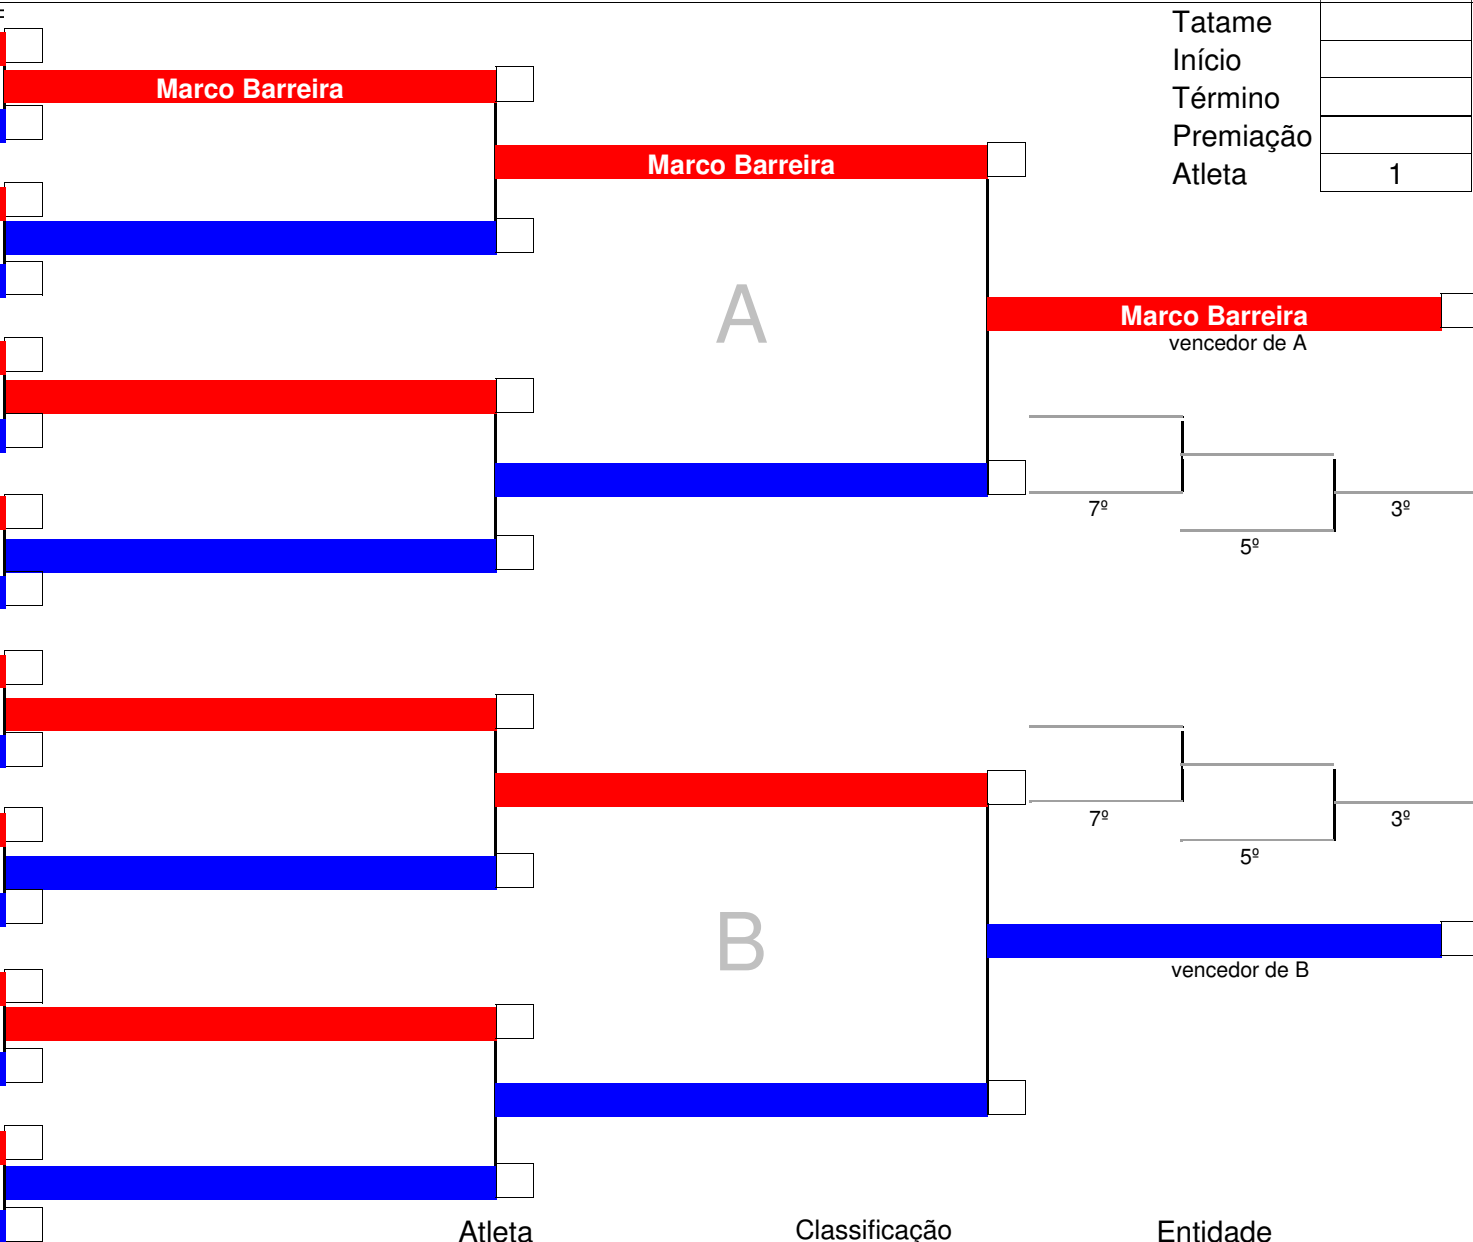 Tatame
Início
Término
Premiação
Atleta 1
Marco Barreira
Marco Barreira
A
Marco Barreira
vencedor de A
7º
3º
5º
7º
3º
5º
B
vencedor de B
Atleta Classificação Entidade